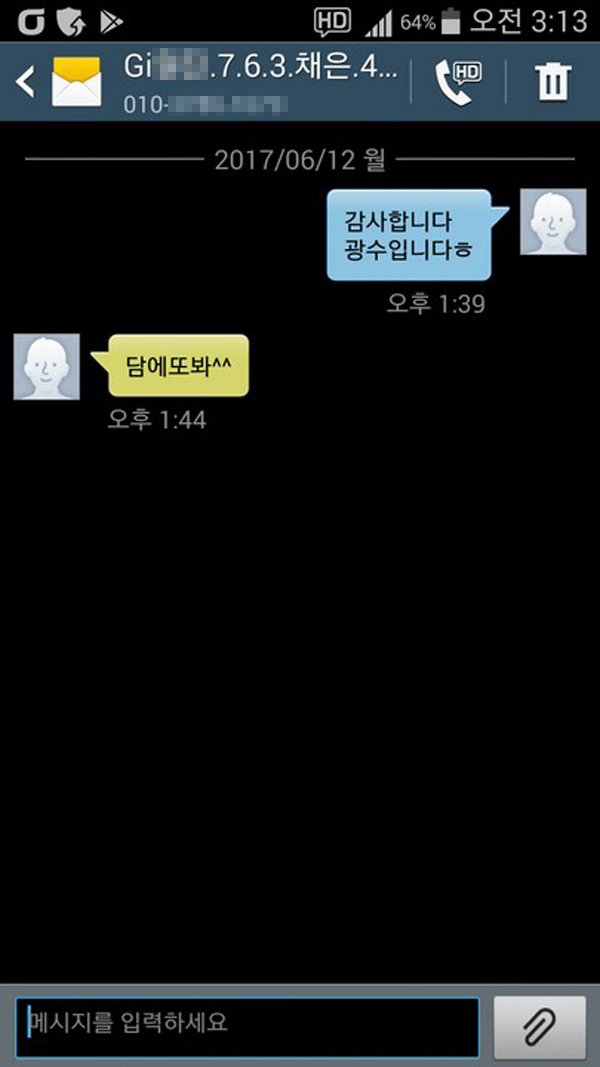 HD 64% 오전 3:13
Gi .7.6.3.채은.4...
HD
010-
2017/06/12 월
감사합니다
광수입니다ㅎ
오후 1:39
담에또봐^^
오후 1:44
메시지를 입력하세요